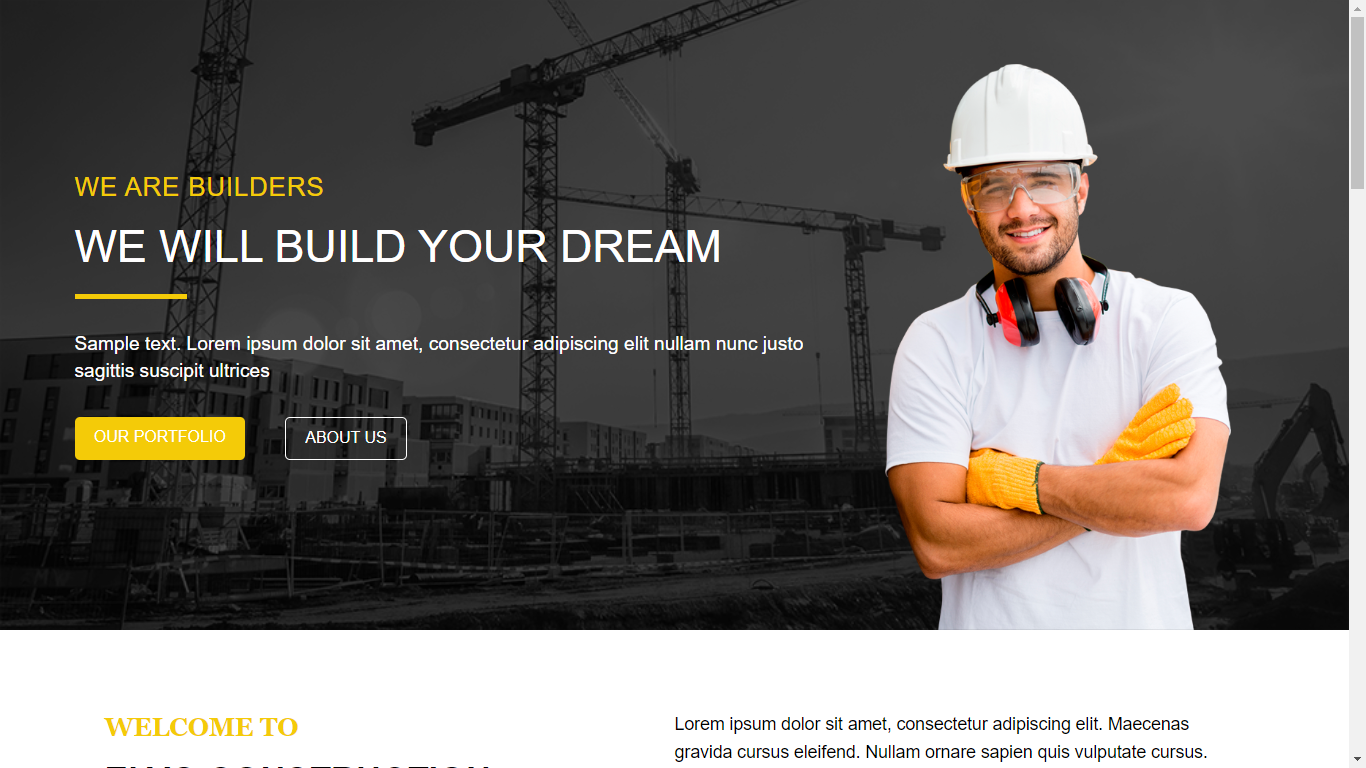 WE ARE BUILDERS
WE WILL BUILD YOUR DREAM
Sample text. Lorem ipsum dolor sit amet, consectetur adipiscing elit nullam nunc justo
sagittis suscipit ultrices
OUR PORTFOLIO
ABOUT US
WELCOME TO
CONSTRUCTION
Lorem ipsum dolor sit amet, consectetur adipiscing elit. Maecenas
gravida cursus eleifend. Nullam ornare sapien quis vulputate cursus.